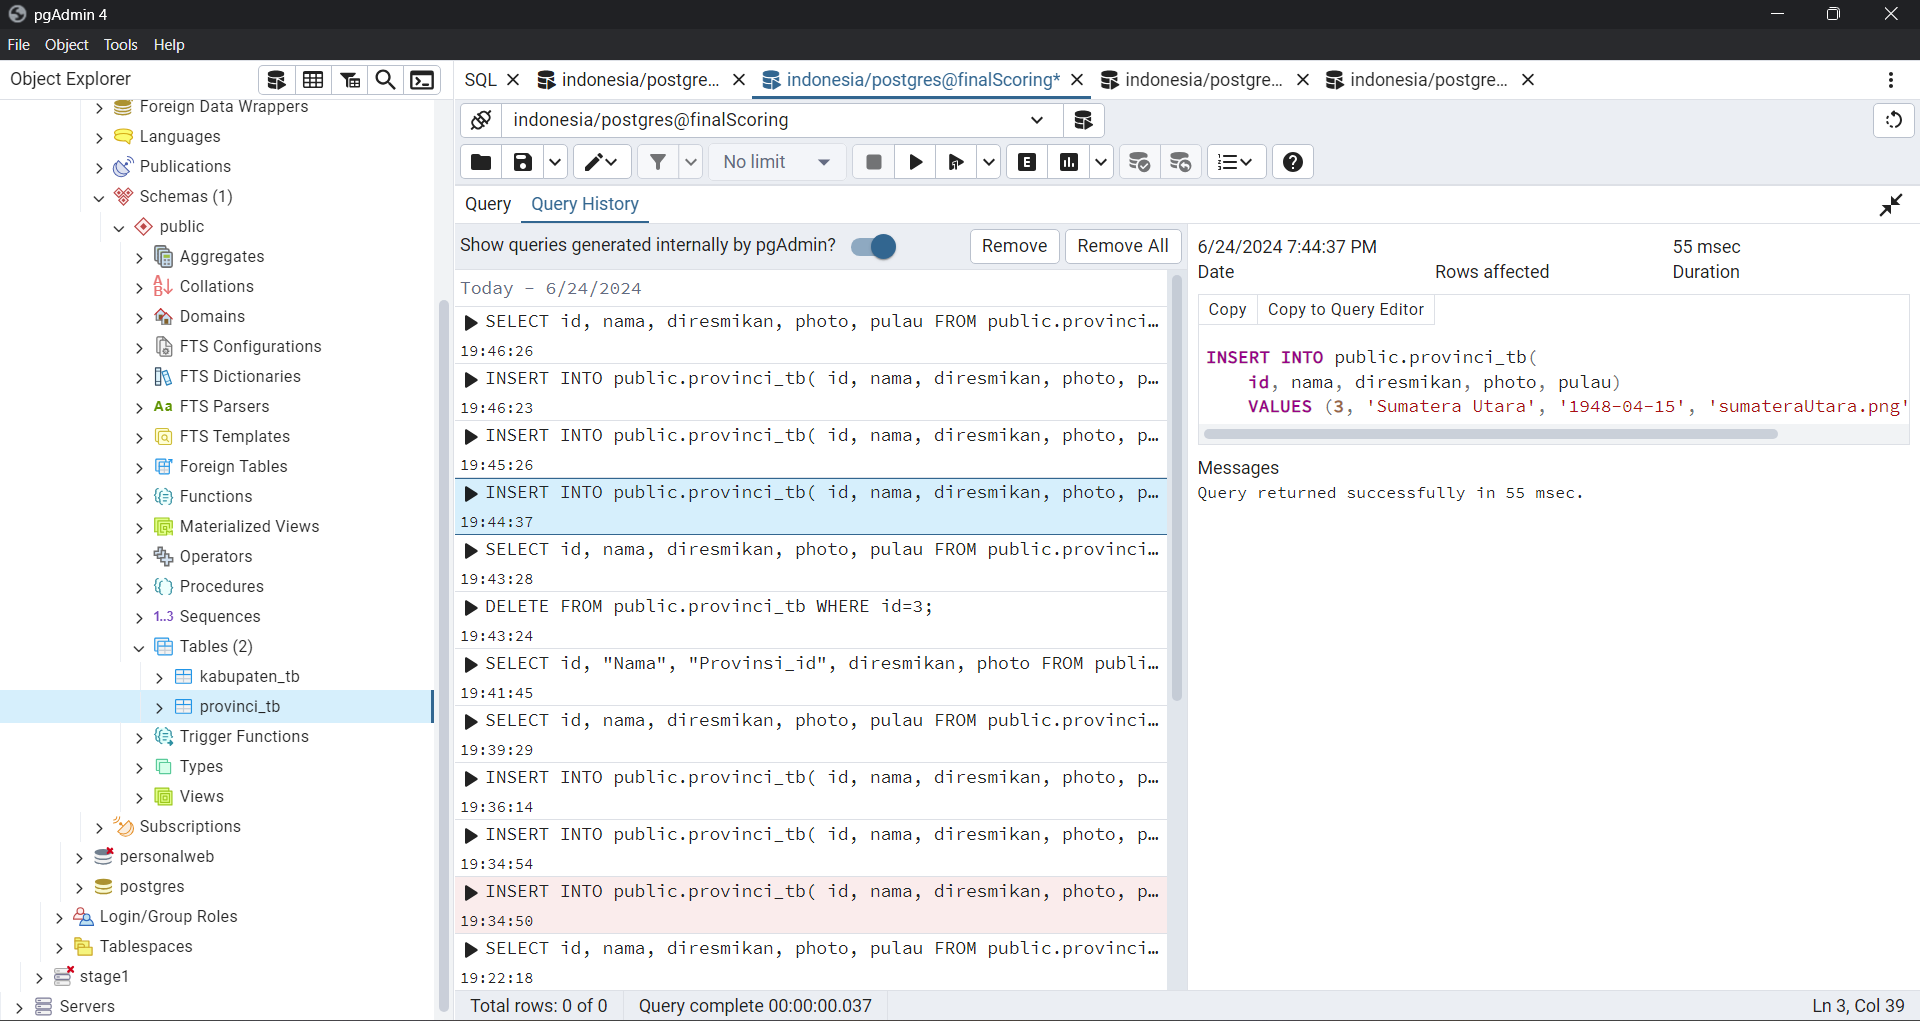 pgAdmin 4
File Object Tools Help
Object Explorer
SQL
indonesia/postgre...
indonesia/postgres@finalScoring*
indonesia/postgre...
indonesia/postgre...
indonesia/postgres@finalScoring
No limit
E
Query Query History
Show queries generated internally by pgAdmin?
Remove
Remove All
Foreign Data Wrappers
Languages
Publications
Schemas (1)
public
Aggregates
Collations
Domains
FTS Configurations
FTS Dictionaries
Aa FTS Parsers
FTS Templates
Foreign Tables
Functions
Materialized Views
Operators
Procedures
1..3 Sequences
Tables (2)
kabupaten_tb
provinci_tb
Trigger Functions
Types
Views
Subscriptions
personalweb
postgres
Login/Group Roles
Tablespaces
stage1
Servers
Today - 6/24/2024
SELECT id, nama, diresmikan, photo, pulau FROM public.provinci…
19:46:26
INSERT INTO public.provinci_tb( id, nama, diresmikan, photo, p…
19:46:23
INSERT INTO public.provinci_tb( id, nama, diresmikan, photo, p…
19:45:26
INSERT INTO public.provinci_tb( id, nama, diresmikan, photo, p…
19:44:37
SELECT id, nama, diresmikan, photo, pulau FROM public.provinci…
19:43:28
DELETE FROM public.provinci_tb WHERE id=3;
19:43:24
SELECT id, "Nama", "Provinsi_id", diresmikan, photo FROM publi…
19:41:45
SELECT id, nama, diresmikan, photo, pulau FROM public.provinci…
19:39:29
INSERT INTO public.provinci_tb( id, nama, diresmikan, photo, p…
19:36:14
INSERT INTO public.provinci_tb( id, nama, diresmikan, photo, p…
19:34:54
INSERT INTO public.provinci_tb( id, nama, diresmikan, photo, p…
19:34:50
SELECT id, nama, diresmikan, photo, pulau FROM public.provinci…
19:22:18
6/24/2024 7:44:37 PM 55 msec
Date Rows affected Duration
Copy Copy to Query Editor
INSERT INTO public.provinci_tb(
id, nama, diresmikan, photo, pulau)
VALUES (3, 'Sumatera Utara', '1948-04-15', 'sumateraUtara.png'
Messages
Query returned successfully in 55 msec.
Total rows: 0 of 0 Query complete 00:00:00.037 Ln 3, Col 39